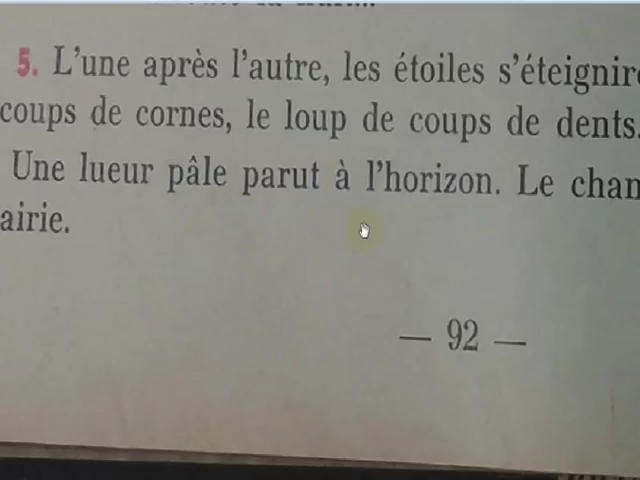 5. L'une après l'autre, les étoiles s'éteignire
coups de cornes, le loup de coups de dents.
Une lueur pâle parut à l'horizon. Le chan
airie.
— 92 —